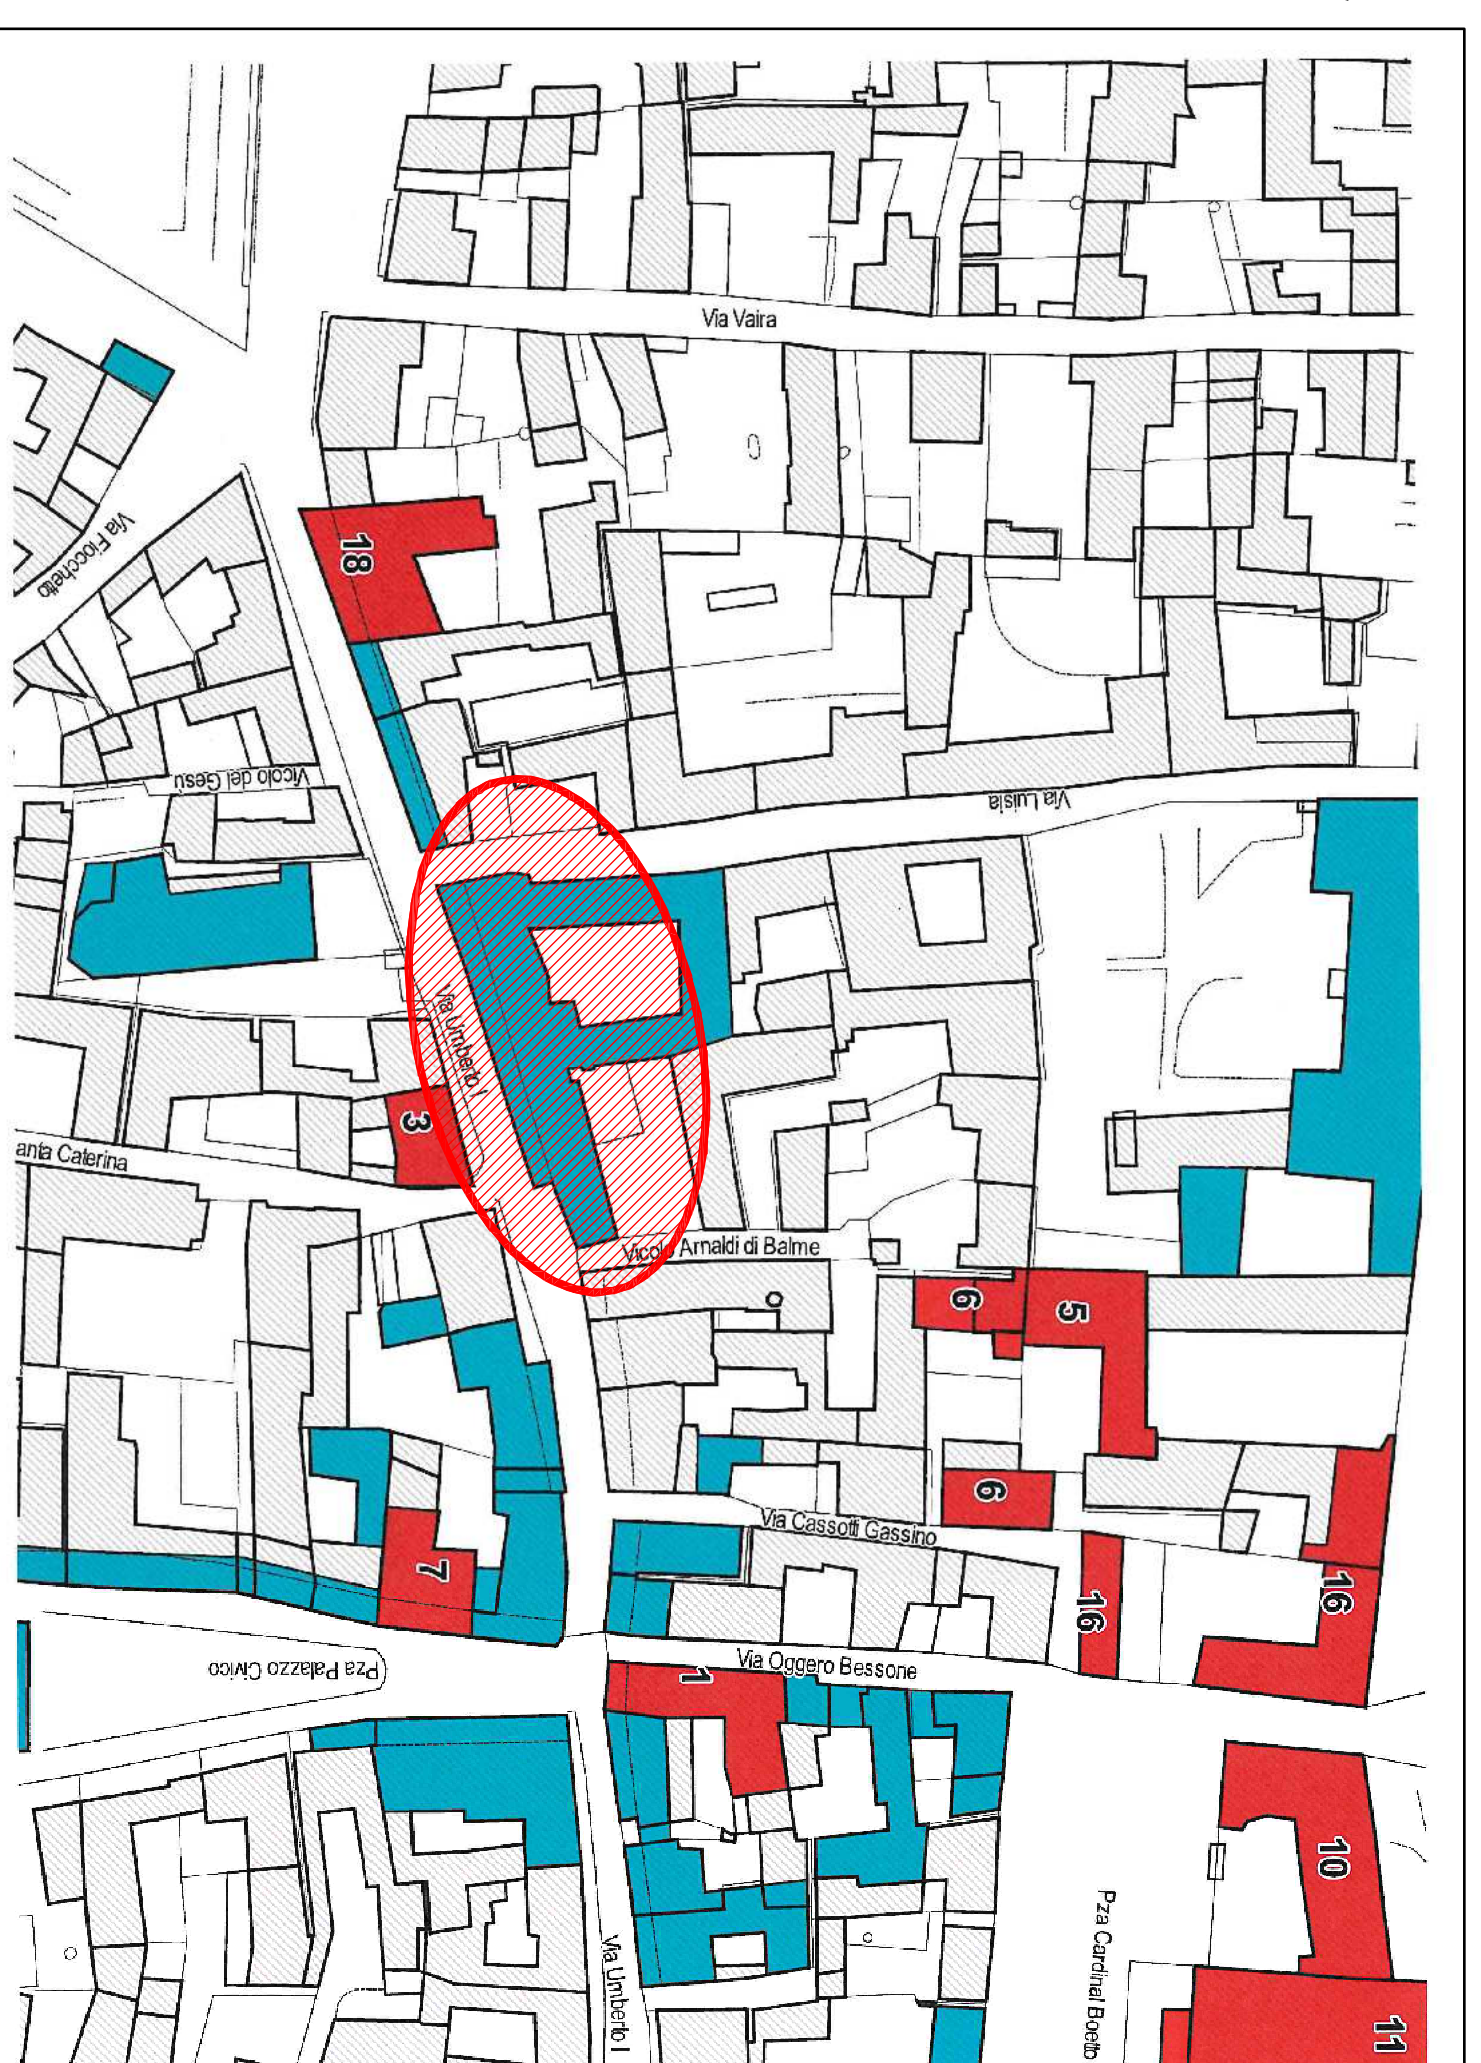 Via Vaira
18
Via Fiocchetto
Vicolo del Gesù
Via Luisia
Via Umberto I
3
anta Caterina
Vicolo Arnaldi di Balme
6
5
6
Via Cassotti Gassino
7
16
16
Pza Palazzo Civico
Via Oggero Bessone
1
10
Pza Cardinal Boetto
Via Umberto I
11